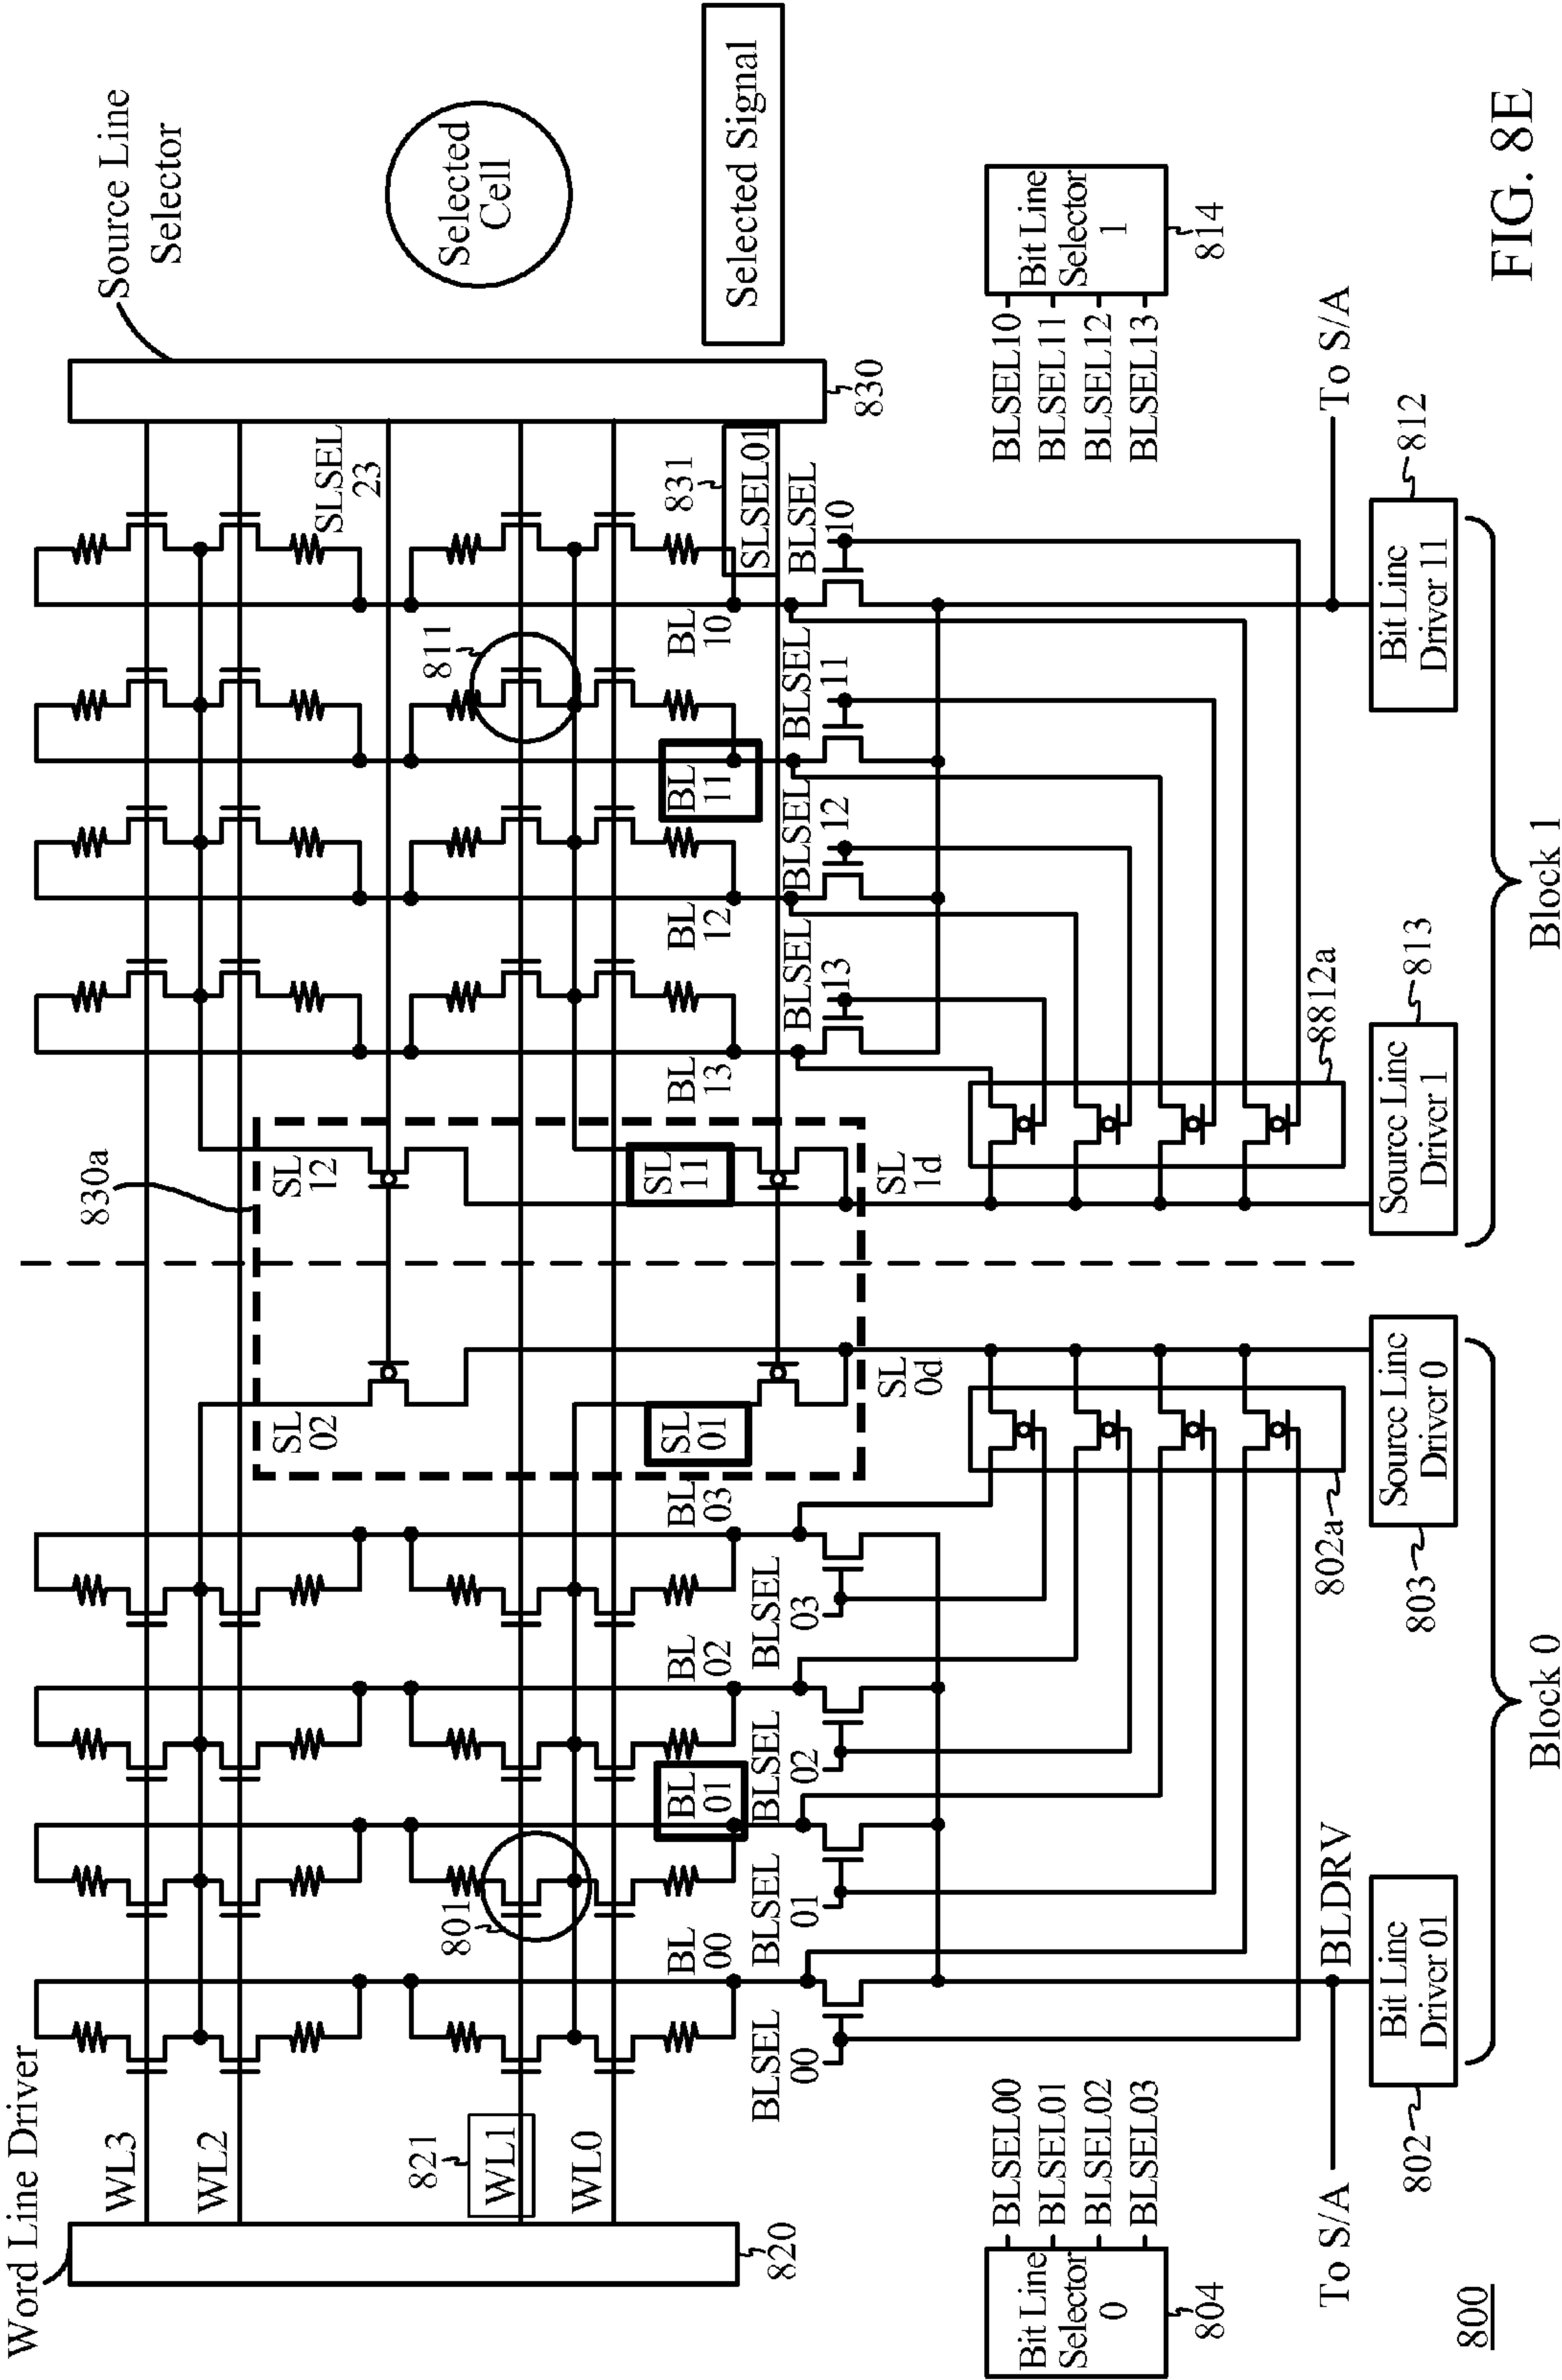 Word Line Driver
Source Line
Selector
WL3
WL2
821
WL1
WL0
820
830a
SL
02
SL
12
SLSEL
23
830
Selected
Cell
Selected Signal
801
811
831
SL
01
SL
11
SLSEL01
BL
00
BL
01
BL
02
BL
03
BL
13
BL
12
BL
11
BL
10
BLSEL
00
BLSEL
01
BLSEL
02
BLSEL
03
BLSEL
13
BLSEL
12
BLSEL
11
BLSEL
10
SL
0d
SL
1d
Bit Line
Selector
0
804
BLSEL00
BLSEL01
BLSEL02
BLSEL03
BLSEL10
BLSEL11
BLSEL12
BLSEL13
Bit Line
Selector
1
814
To S/A
BLDRV
802a
8812a
To S/A
802
Bit Line
Driver 01
803
Source Line
Driver 0
Source Line
Driver 1
813
Bit Line
Driver 11
812
Block 0
Block 1
800
FIG. 8E